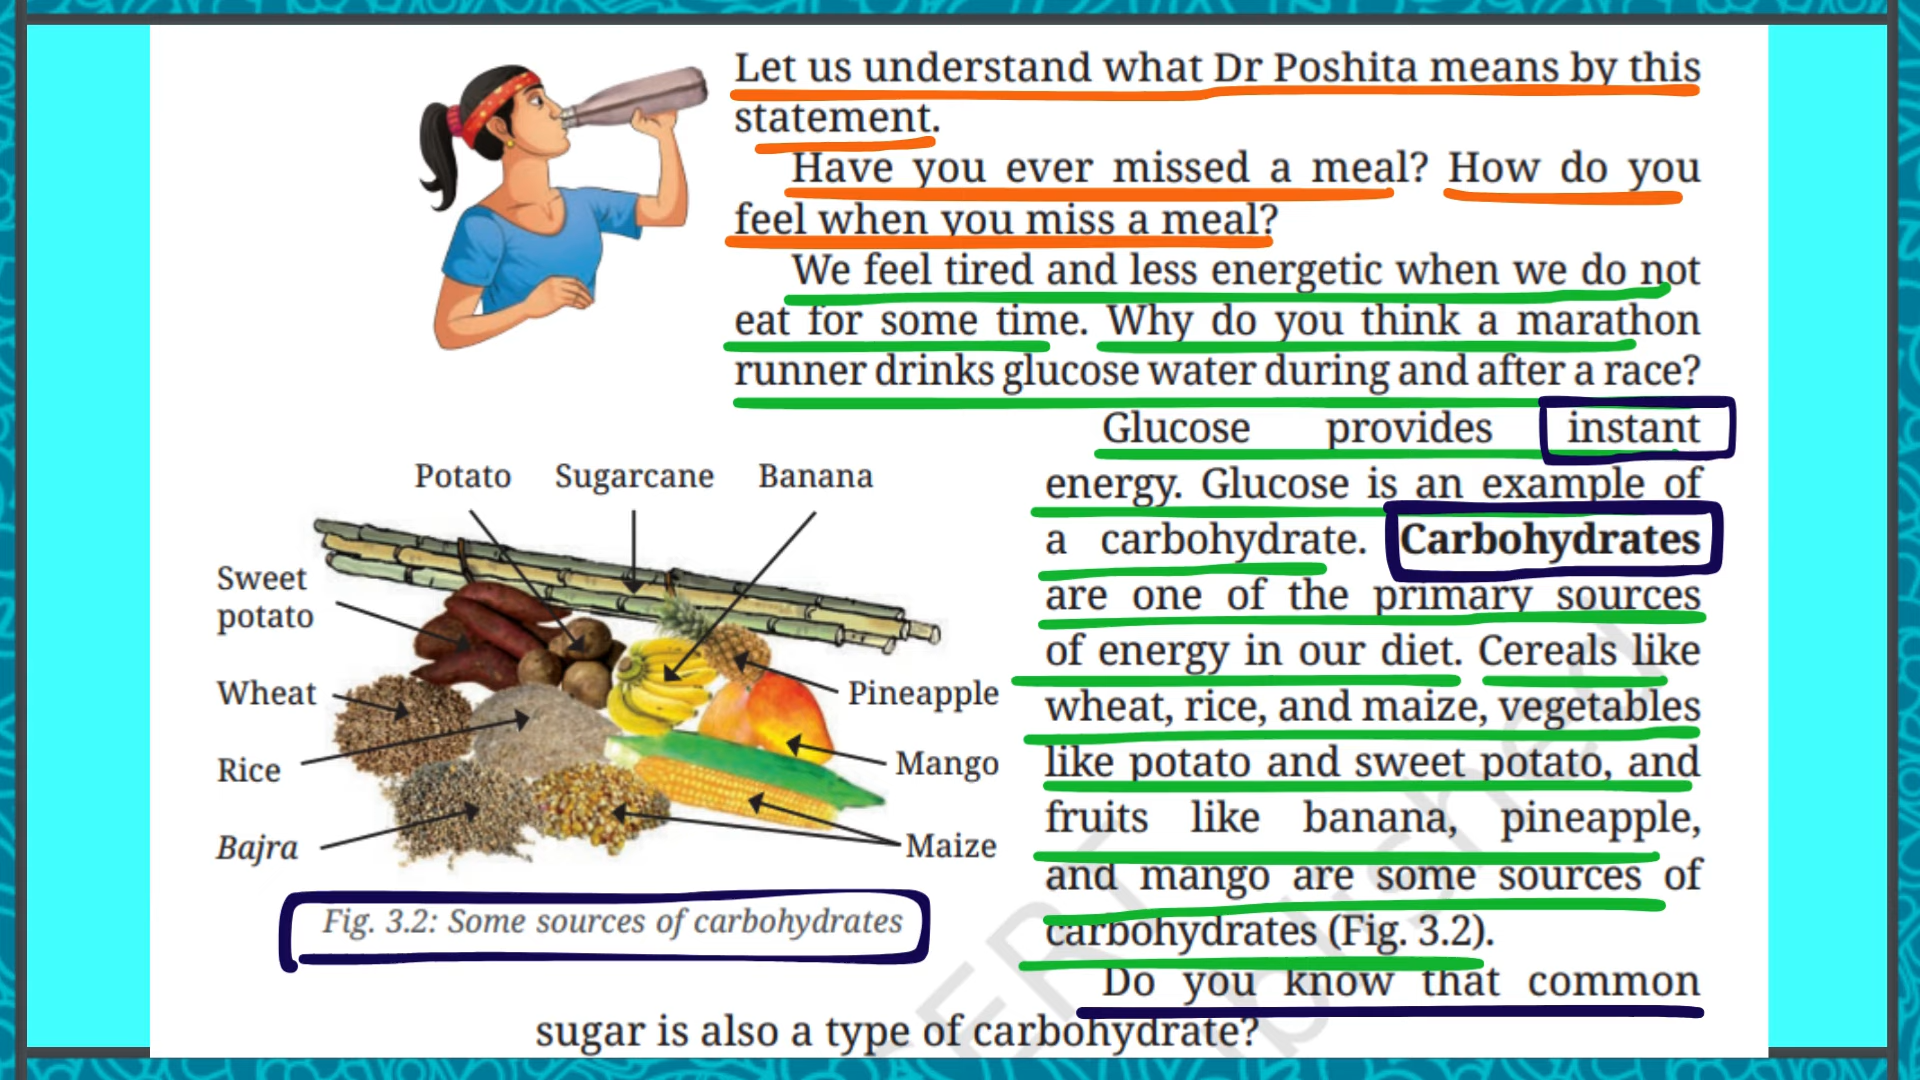 Let us understand what Dr Poshita means by this
statement.
Have you ever missed a meal? How do you
feel when you miss a meal?
We feel tired and less energetic when we do not
eat for some time. Why do you think a marathon
runner drinks glucose water during and after a race?
Glucose provides instant
energy. Glucose is an example of
a carbohydrate. Carbohydrates
are one of the primary sources
of energy in our diet. Cereals like
wheat, rice, and maize, vegetables
like potato and sweet potato, and
fruits like banana, pineapple,
and mango are some sources of
carbohydrates (Fig. 3.2).
Do you know that common
sugar is also a type of carbohydrate?
Potato
Sugarcane
Banana
Sweet
potato
Wheat
Rice
Bajra
Pineapple
Mango
Maize
Fig. 3.2: Some sources of carbohydrates